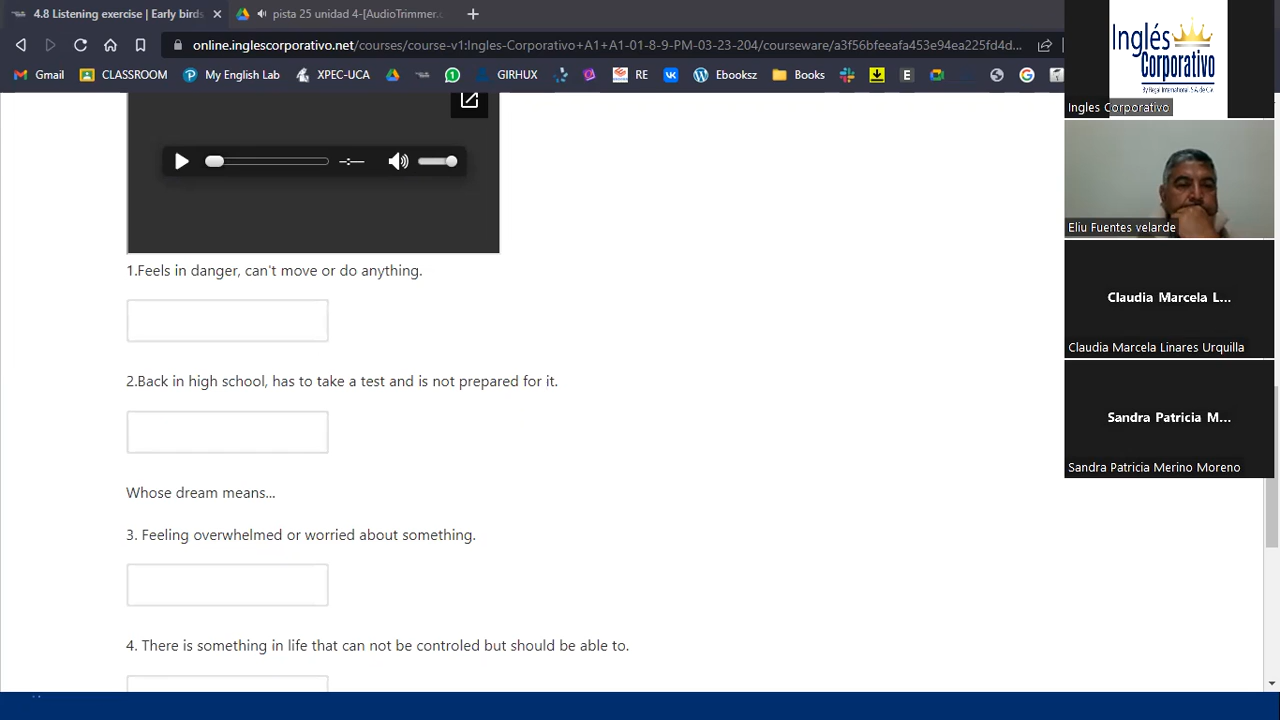 4.8 Listening exercise | Early birds
pista 25 unidad 4-[AudioTrimmer.c
online.inglescorporativo.net/courses/course-v1:Ingles-Corporativo+A1+A1-01-8-9-PM-03-23-204/courseware/a3f56bfeeafa453e94ea225fd4d...
Gmail
CLASSROOM
My English Lab
XPEC-UCA
GIRHUX
RE
Ebooksz
Books
Inglés
Corporativo
Ingles Corporativo
Eliu Fuentes velarde
Claudia Marcela L...
Claudia Marcela Linares Urquilla
Sandra Patricia M...
Sandra Patricia Merino Moreno
1.Feels in danger, can't move or do anything.
2.Back in high school, has to take a test and is not prepared for it.
Whose dream means...
3. Feeling overwhelmed or worried about something.
4. There is something in life that can not be controled but should be able to.